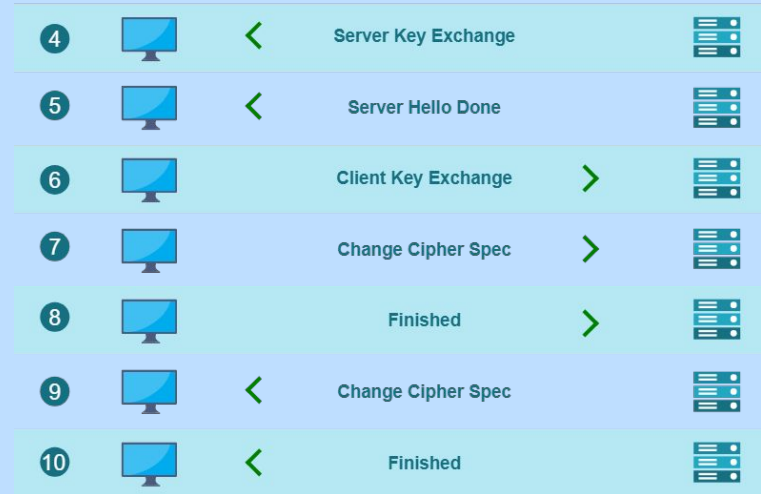 4 Server Key Exchange
5 Server Hello Done
6 Client Key Exchange
7 Change Cipher Spec
8 Finished
9 Change Cipher Spec
10 Finished